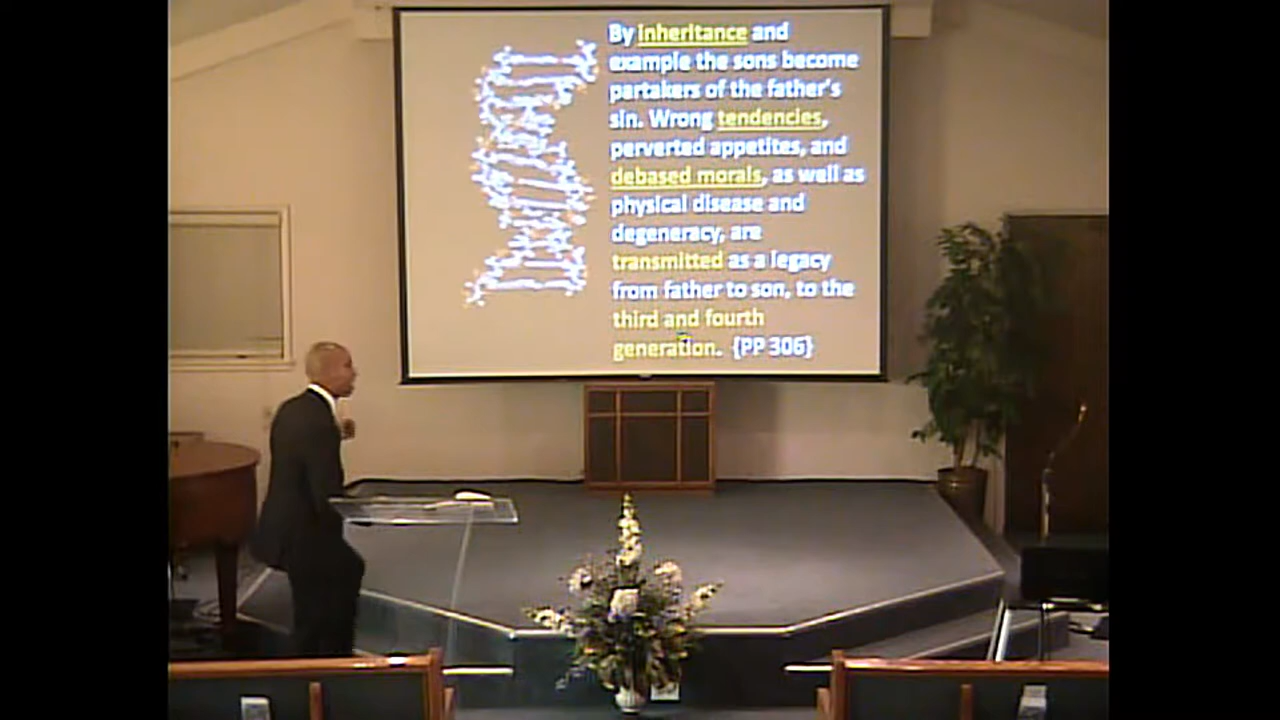 By inheritance and
example the sons become
partakers of the father's
sin. Wrong tendencies,
perverted appetites, and
debased morals, as well as
physical disease and
degeneracy, are
transmitted as a legacy
from father to son, to the
third and fourth
generation. {PP 306}